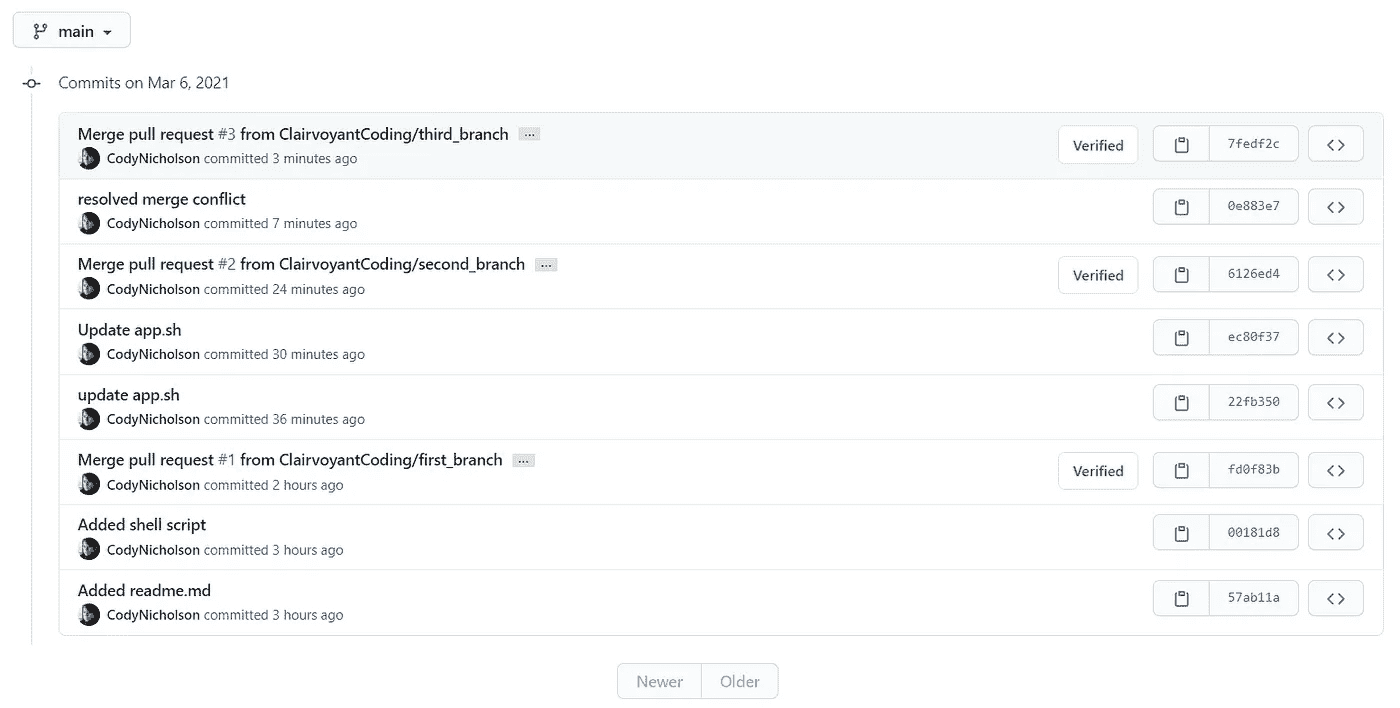 main
Commits on Mar 6, 2021
Merge pull request #3 from ClairvoyantCoding/third_branch ...
CodyNicholson committed 3 minutes ago
Verified
7fedf2c
resolved merge conflict
CodyNicholson committed 7 minutes ago
0e883e7
Merge pull request #2 from ClairvoyantCoding/second_branch ...
CodyNicholson committed 24 minutes ago
Verified
6126ed4
Update app.sh
CodyNicholson committed 30 minutes ago
ec80f37
update app.sh
CodyNicholson committed 36 minutes ago
22fb350
Merge pull request #1 from ClairvoyantCoding/first_branch ...
CodyNicholson committed 2 hours ago
Verified
fd0f83b
Added shell script
CodyNicholson committed 3 hours ago
00181d8
Added readme.md
CodyNicholson committed 3 hours ago
57ab11a
Newer Older